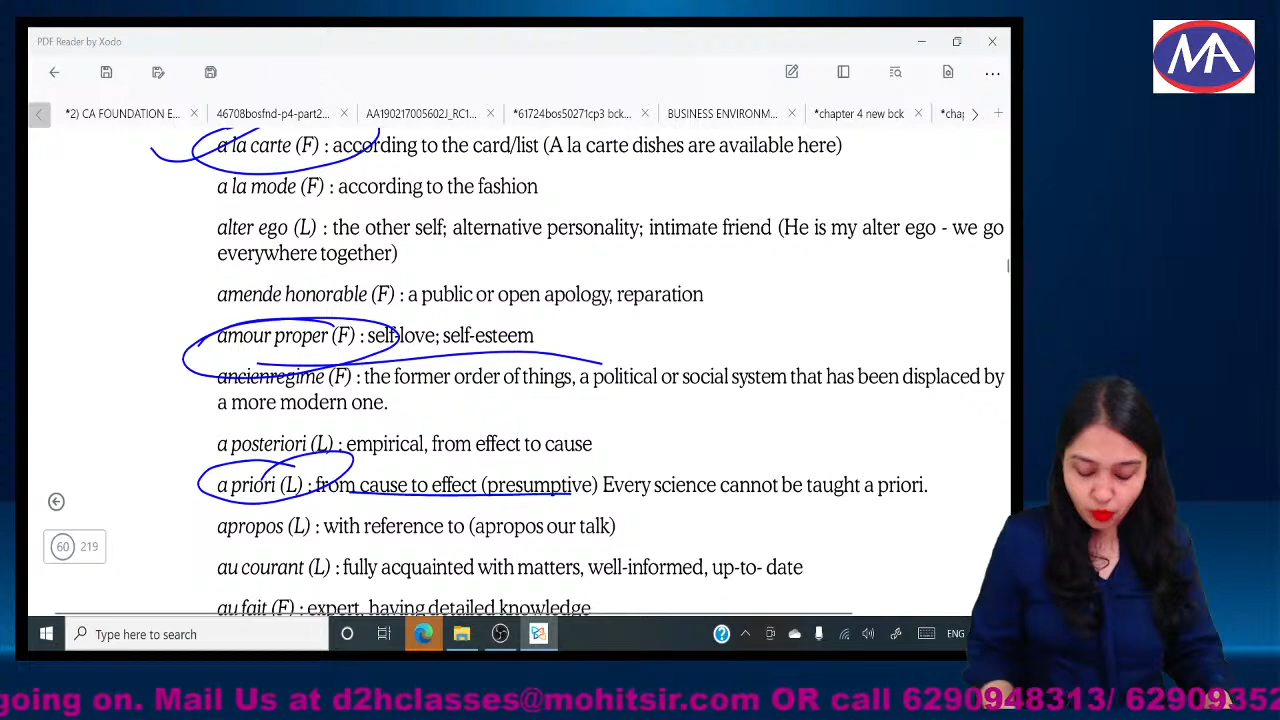 PDF Reader by Xodo
*2) CA FOUNDATION E... 46708bosfnd-p4-part2... AA190217005602J_RC1... *61724bos50271cp3 bck... BUSINESS ENVIRONM... *chapter 4 new bck *chap
MA
a la carte (F) : according to the card/list (A la carte dishes are available here)
a la mode (F) : according to the fashion
alter ego (L) : the other self; alternative personality; intimate friend (He is my alter ego - we go
everywhere together)
amende honorable (F) : a public or open apology, reparation
amour proper (F) : self-love; self-esteem
ancienregime (F) : the former order of things, a political or social system that has been displaced by
a more modern one.
a posteriori (L) : empirical, from effect to cause
a priori (L) : from cause to effect (presumptive) Every science cannot be taught a priori.
apropos (L) : with reference to (apropos our talk)
60 219
au courant (L) : fully acquainted with matters, well-informed, up-to- date
au fait (F) : expert, having detailed knowledge
Type here to search
ENG
going on. Mail Us at d2hclasses@mohitsir.com OR call 6290948313/ 62909352